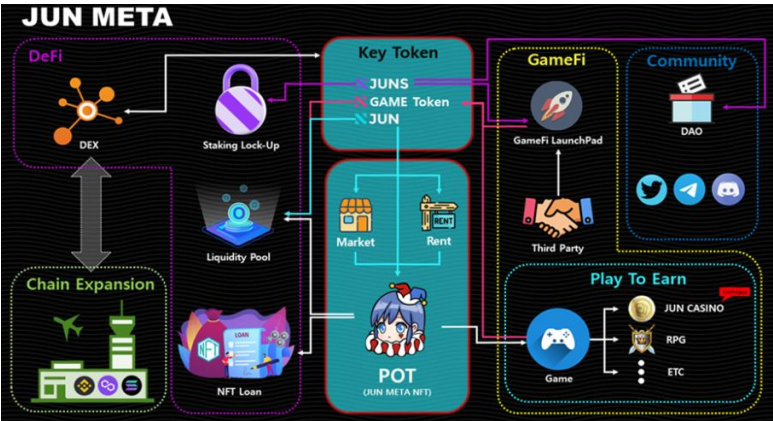 JUN META
DeFi
DEX
Staking Lock-Up
Liquidity Pool
LOAN
NFT Loan
Chain Expansion
Key Token
JUNS
GAME Token
JUN
Market
RENT
Rent
POT
(JUN META NFT)
GameFi
GameFi LaunchPad
Third Party
Community
DAO
Play To Earn
Game
JUN CASINO
RPG
ETC